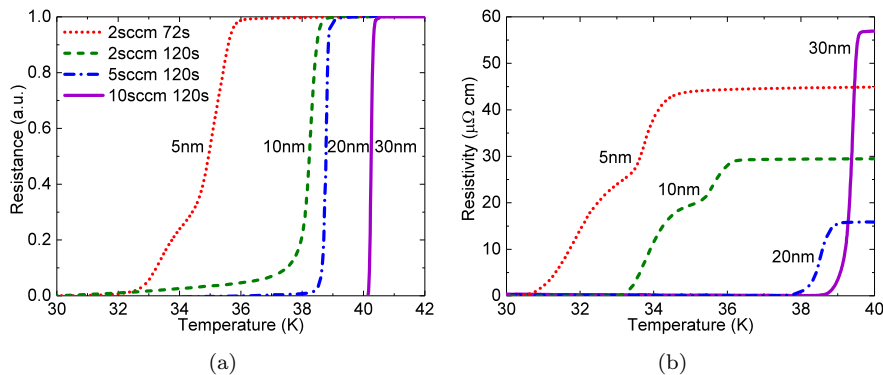 1.0
0.8
0.6
0.4
0.2
0.0
Resistance (a.u.)
2sccm 72s
2sccm 120s
5sccm 120s
10sccm 120s
5nm
10nm
20nm
30nm
30 32 34 36 38 40 42
Temperature (K)
(a)
60
50
40
30
20
10
0
Resistivity (μΩ cm)
30nm
5nm
10nm
20nm
30 32 34 36 38 40
Temperature (K)
(b)